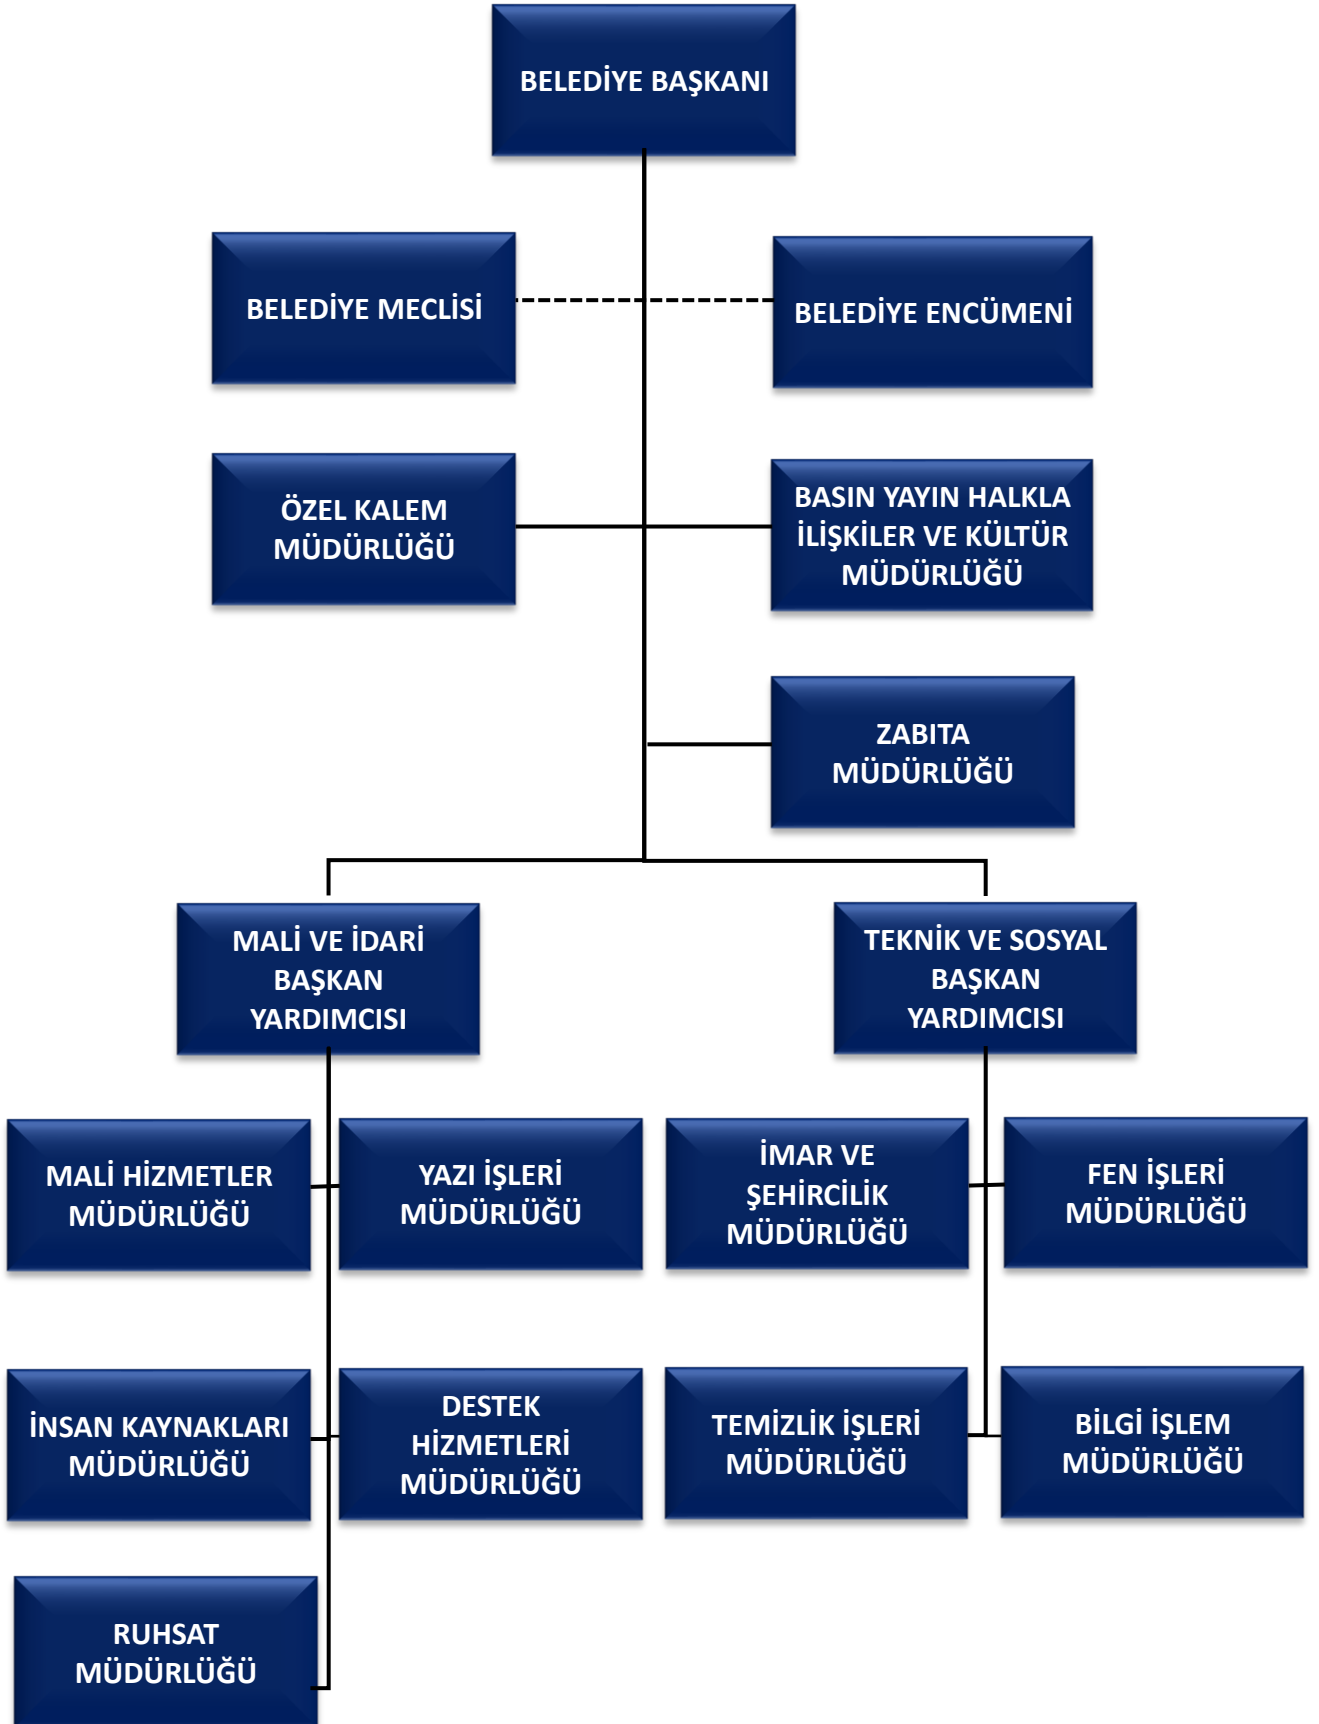 BELEDİYE BAŞKANI
BELEDİYE MECLİSİ
BELEDİYE ENCÜMENİ
ÖZEL KALEM
MÜDÜRLÜĞÜ
BASIN YAYIN HALKLA
İLİŞKİLER VE KÜLTÜR
MÜDÜRLÜĞÜ
ZABITA
MÜDÜRLÜĞÜ
MALİ VE İDARİ
BAŞKAN
YARDIMCISI
TEKNİK VE SOSYAL
BAŞKAN
YARDIMCISI
MALİ HİZMETLER
MÜDÜRLÜĞÜ
YAZI İŞLERİ
MÜDÜRLÜĞÜ
İMAR VE
ŞEHİRCİLİK
MÜDÜRLÜĞÜ
FEN İŞLERİ
MÜDÜRLÜĞÜ
İNSAN KAYNAKLARI
MÜDÜRLÜĞÜ
DESTEK
HİZMETLERİ
MÜDÜRLÜĞÜ
TEMİZLİK İŞLERİ
MÜDÜRLÜĞÜ
BİLGİ İŞLEM
MÜDÜRLÜĞÜ
RUHSAT
MÜDÜRLÜĞÜ